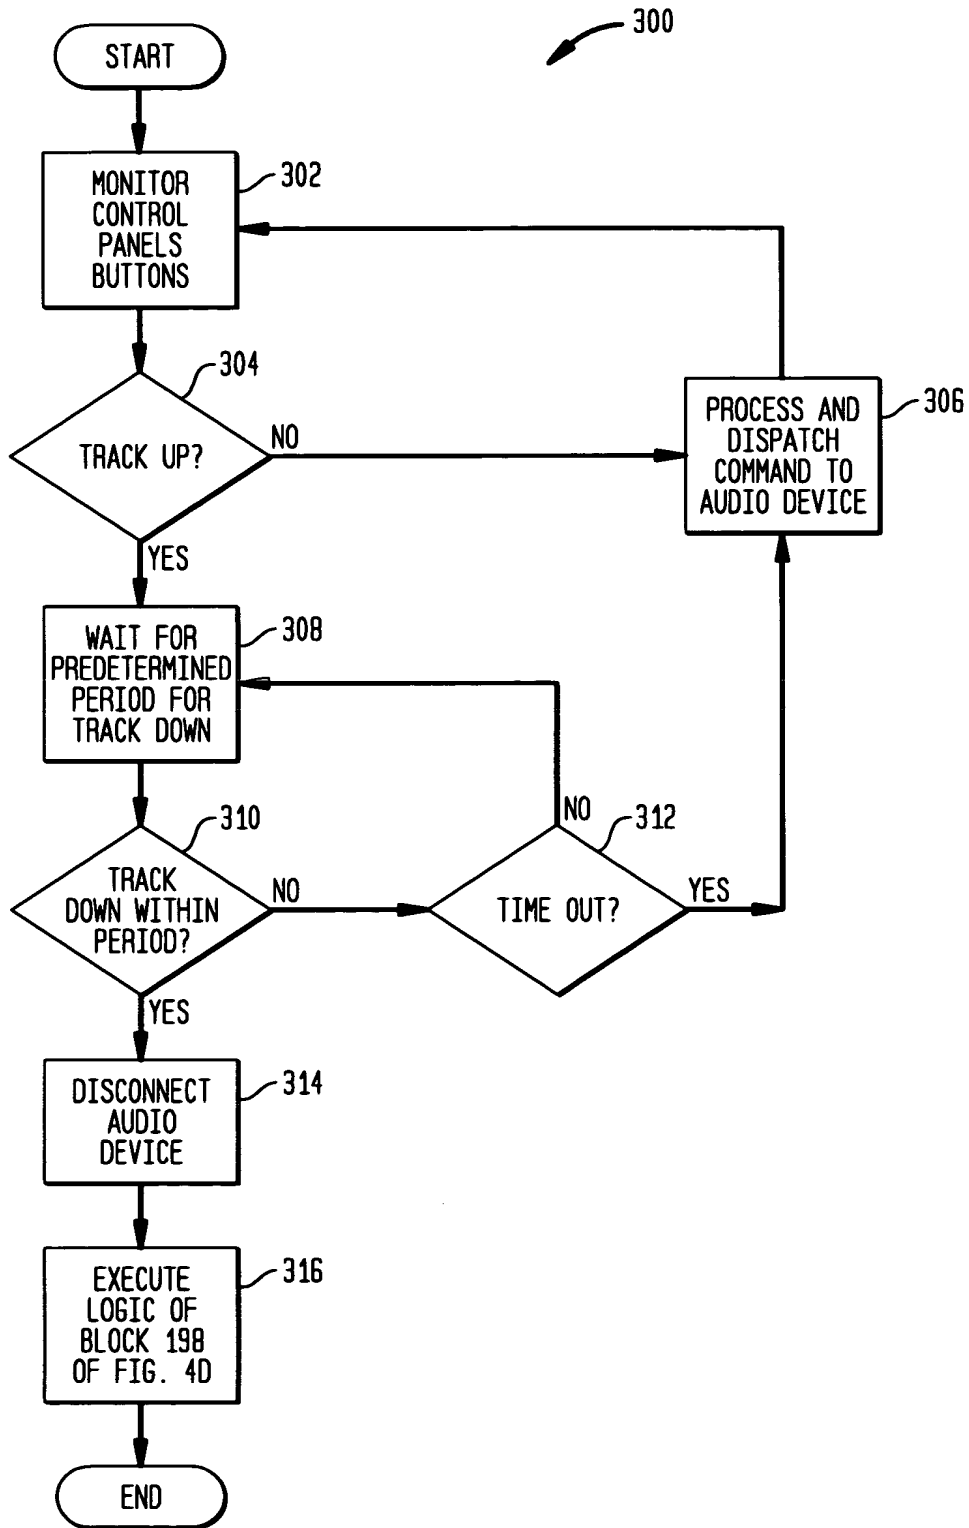 300
START
302
MONITOR
CONTROL
PANELS
BUTTONS
304
TRACK UP?
NO
YES
306
PROCESS AND
DISPATCH
COMMAND TO
AUDIO DEVICE
308
WAIT FOR
PREDETERMINED
PERIOD FOR
TRACK DOWN
310
TRACK
DOWN WITHIN
PERIOD?
NO
YES
312
TIME OUT?
NO
YES
314
DISCONNECT
AUDIO
DEVICE
316
EXECUTE
LOGIC OF
BLOCK 198
OF FIG. 4D
END